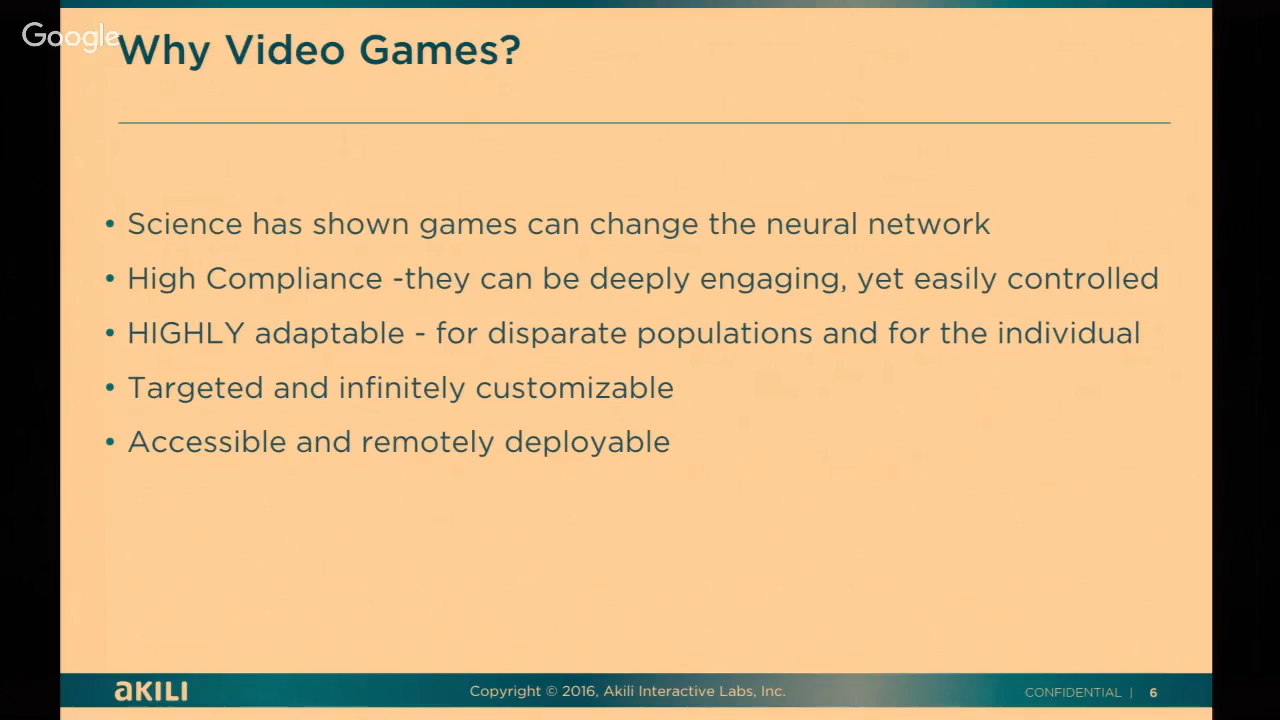 Google
Why Video Games?
• Science has shown games can change the neural network
• High Compliance -they can be deeply engaging, yet easily controlled
• HIGHLY adaptable - for disparate populations and for the individual
• Targeted and infinitely customizable
• Accessible and remotely deployable
aKILI
Copyright © 2016, Akili Interactive Labs, Inc.
CONFIDENTIAL | 6